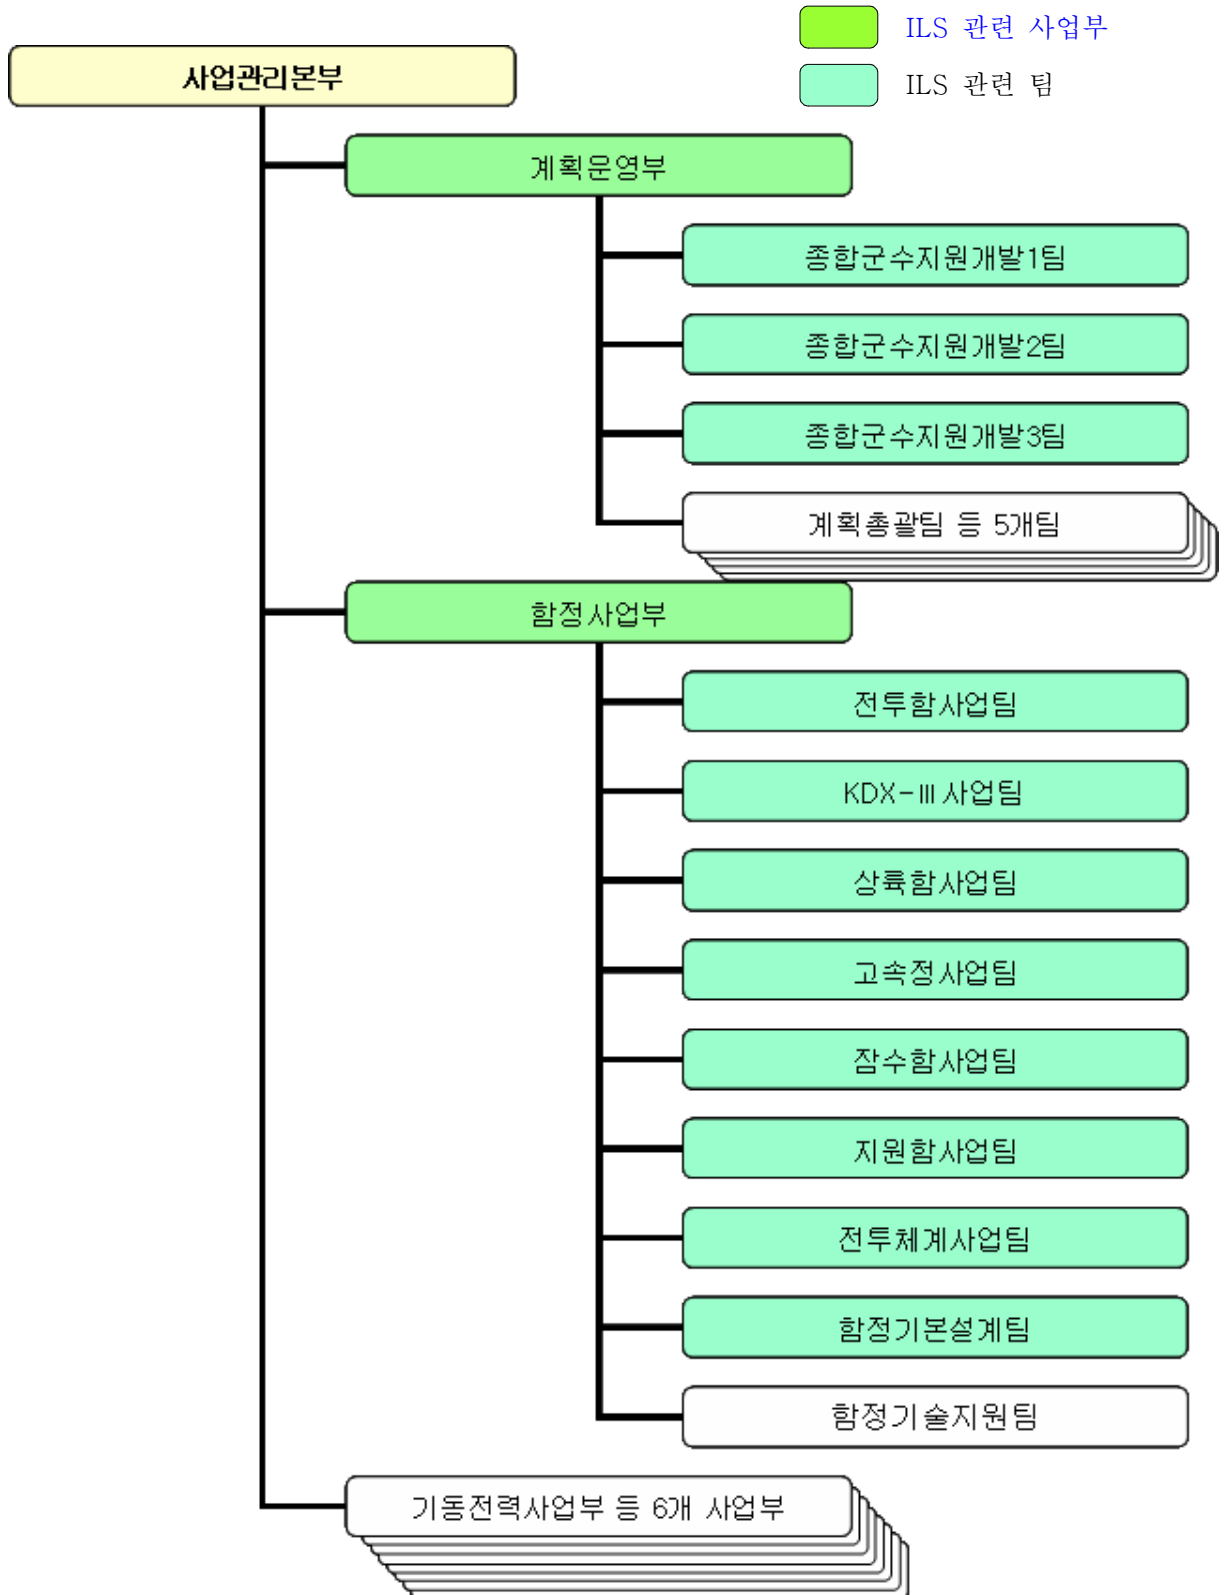 ILS 관련 사업부
ILS 관련 팀
사업관리본부
계획운영부
종합군수지원개발1팀
종합군수지원개발2팀
종합군수지원개발3팀
계획총괄팀 등 5개팀
함정사업부
전투함사업팀
KDX-Ⅲ 사업팀
상륙함사업팀
고속정사업팀
잠수함사업팀
지원함사업팀
전투체계사업팀
함정기본설계팀
함정기술지원팀
기동전력사업부 등 6개 사업부